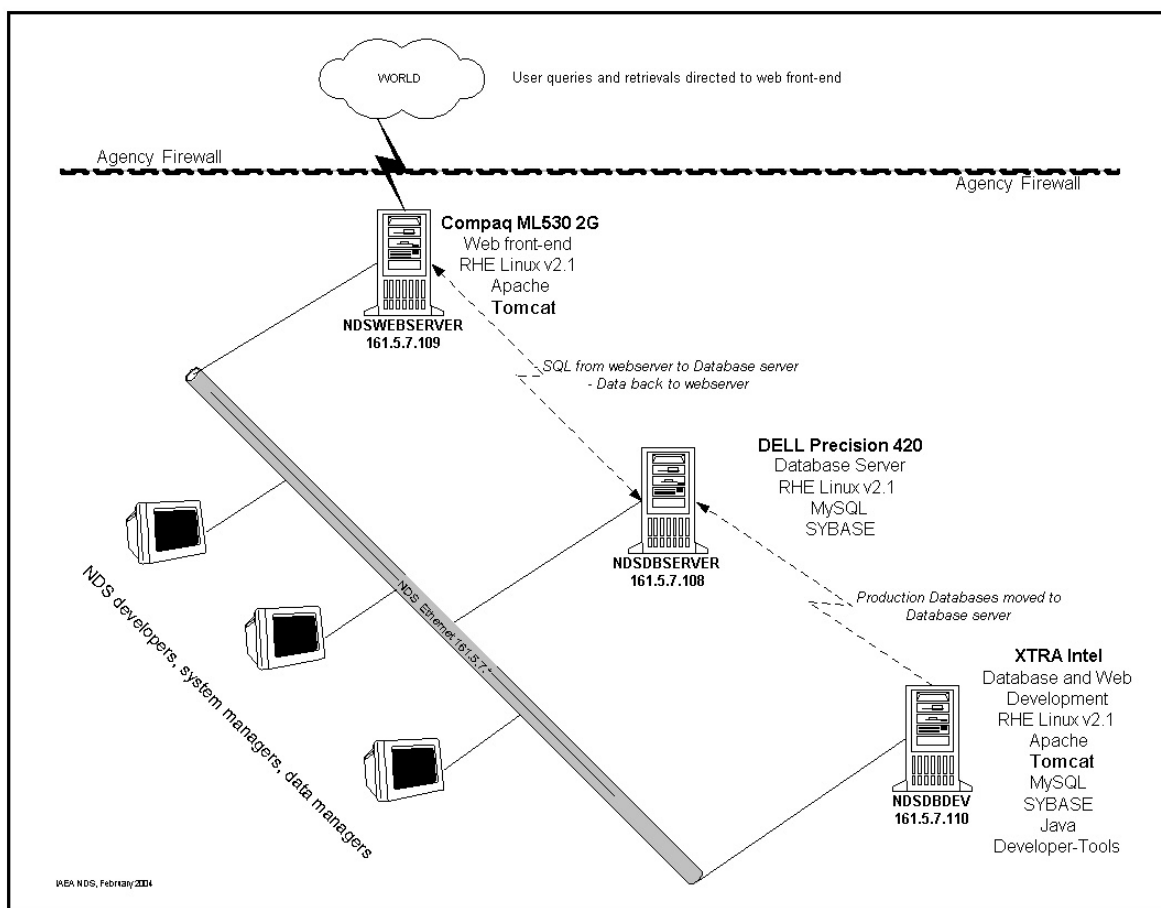 WORLD
User queries and retrievals directed to web front-end
Agency Firewall
Agency Firewall
Compaq ML530 2G
Web front-end
RHE Linux v2.1
Apache
Tomcat
NDSWEBSERVER
161.5.7.109
SQL from webserver to Database server
- Data back to webserver
DELL Precision 420
Database Server
RHE Linux v2.1
MySQL
SYBASE
NDSDBSERVER
161.5.7.108
NDS Ethernet 161.5.7.*
NDS developers, system managers, data managers
Production Databases moved to
Database server
XTRA Intel
Database and Web
Development
RHE Linux v2.1
Apache
Tomcat
MySQL
SYBASE
Java
Developer-Tools
NDSDBDEV
161.5.7.110
IAEA NDS, February 2004